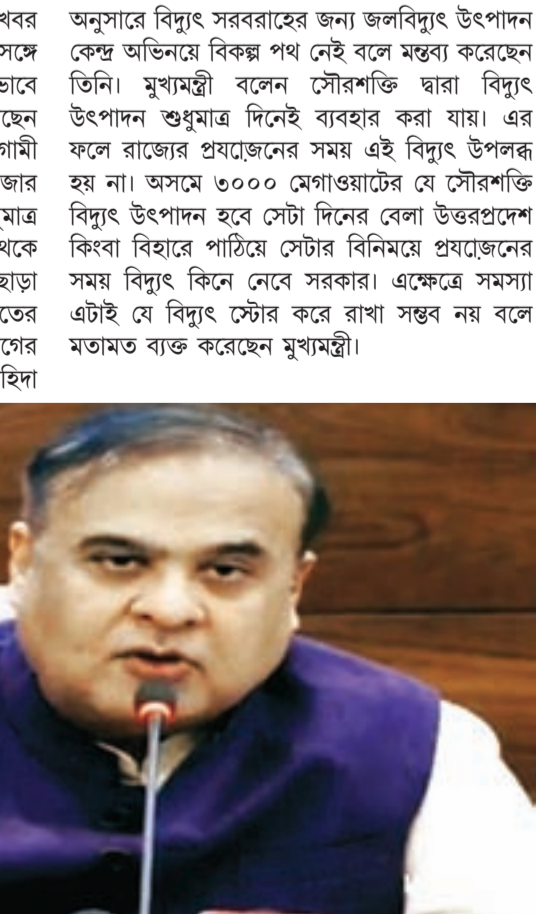 খবর
সঙ্গে
ভাবে
ছেন
গামী
জার
মাত্র
থেকে
ছাড়া
তের
গের
হিদা
অনুসারে বিদ্যুৎ সরবরাহের জন্য জলবিদ্যুৎ উৎপাদন
কেন্দ্র অভিনয়ে বিকল্প পথ নেই বলে মন্তব্য করেছেন
তিনি। মুখ্যমন্ত্রী বলেন সৌরশক্তি দ্বারা বিদ্যুৎ
উৎপাদন শুধুমাত্র দিনেই ব্যবহার করা যায়। এর
ফলে রাজ্যের প্রযো়জনের সময় এই বিদ্যুৎ উপলব্ধ
হয় না। অসমে ৩০০০ মেগাওয়াটের যে সৌরশক্তি
বিদ্যুৎ উৎপাদন হবে সেটা দিনের বেলা উত্তরপ্রদেশ
কিংবা বিহারে পাঠিয়ে সেটার বিনিময়ে প্রযো়জনের
সময় বিদ্যুৎ কিনে নেবে সরকার। এক্ষেত্রে সমস্যা
এটাই যে বিদ্যুৎ স্টোর করে রাখা সম্ভব নয় বলে
মতামত ব্যক্ত করেছেন মুখ্যমন্ত্রী।